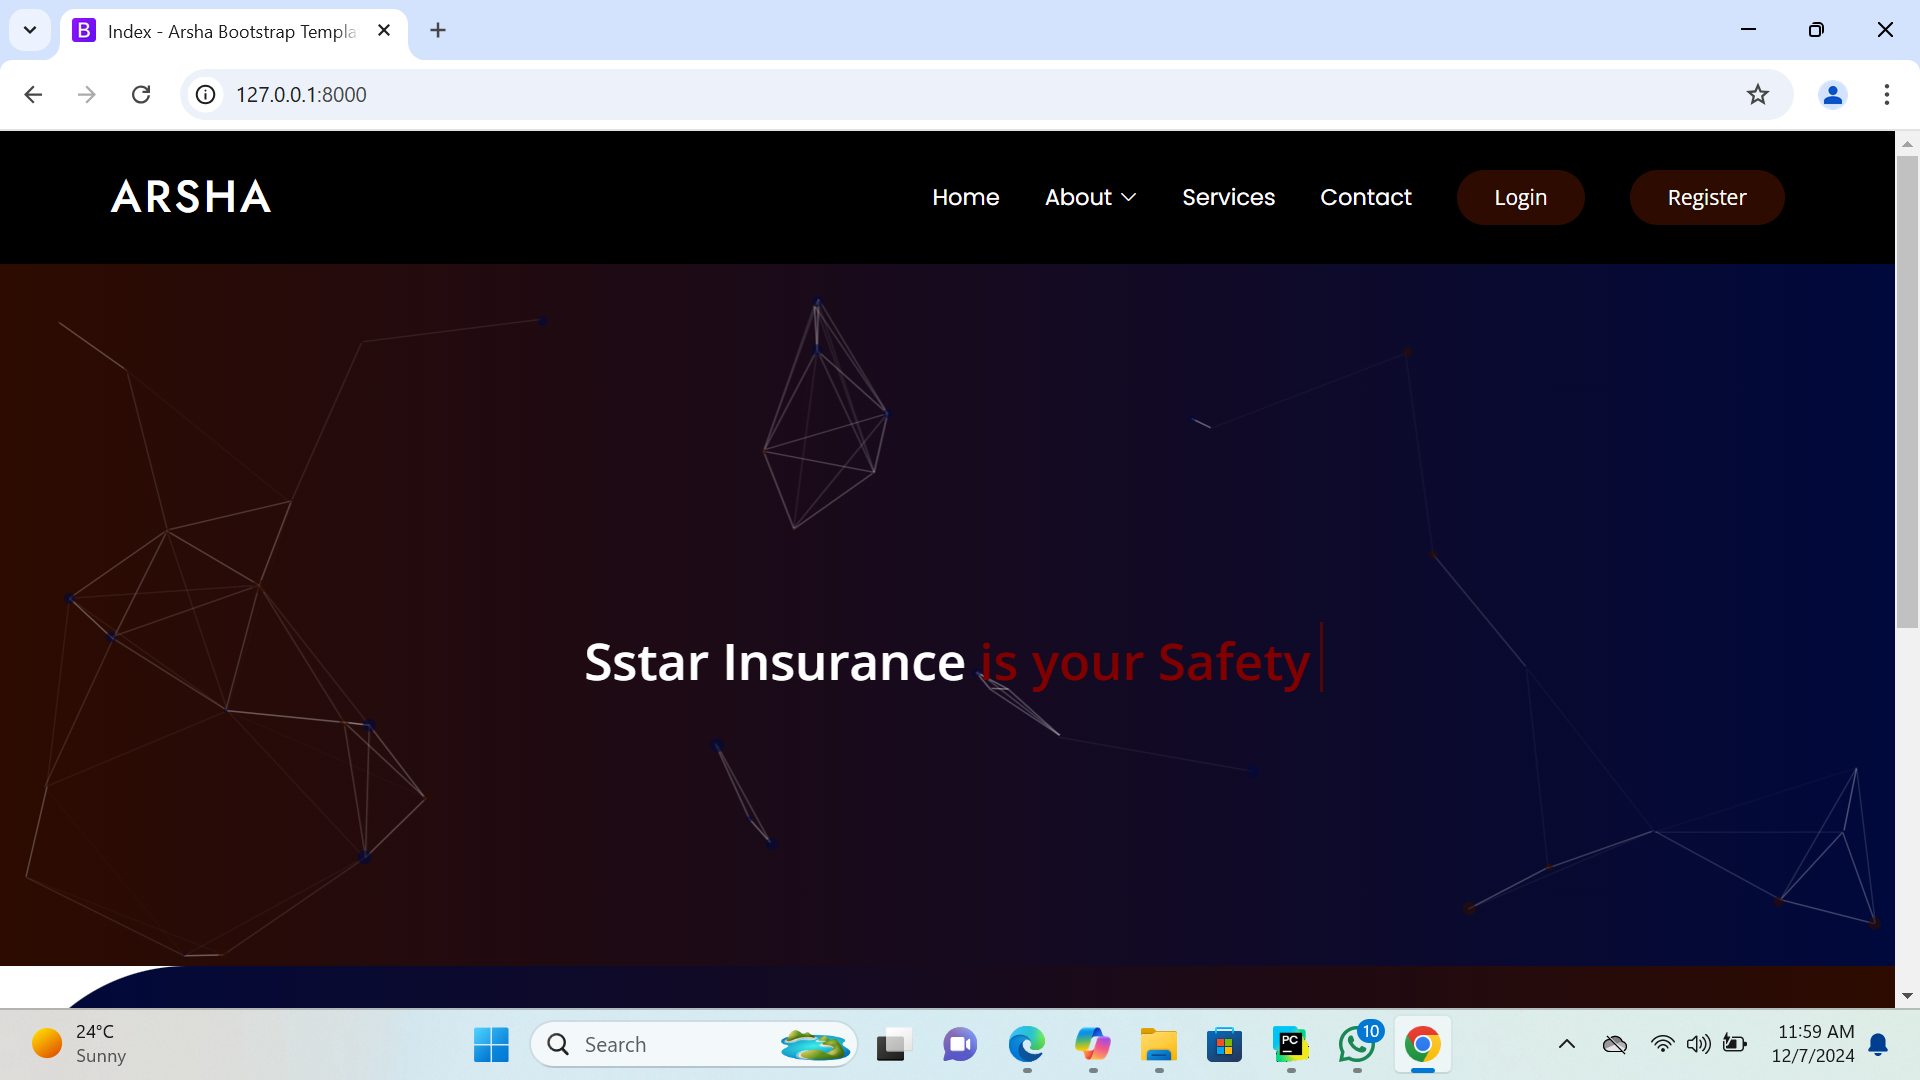 Index - Arsha Bootstrap Templa
127.0.0.1:8000
ARSHA
Home
About
Services
Contact
Login
Register
Sstar Insurance is your Safety
24°C
Sunny
Search
PC
10
11:59 AM
12/7/2024